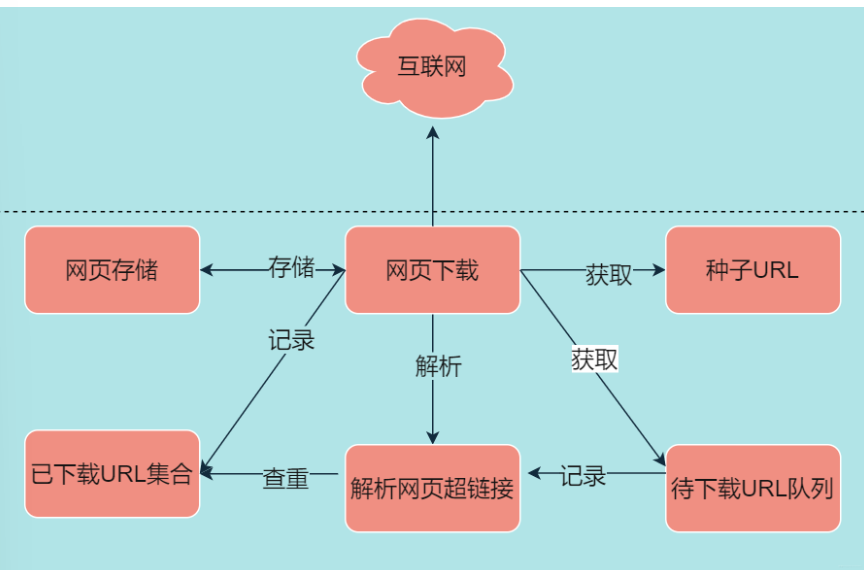 互联网
网页存储
存储
网页下载
获取
种子URL
记录
解析
获取
已下载URL集合
查重
解析网页超链接
记录
待下载URL队列